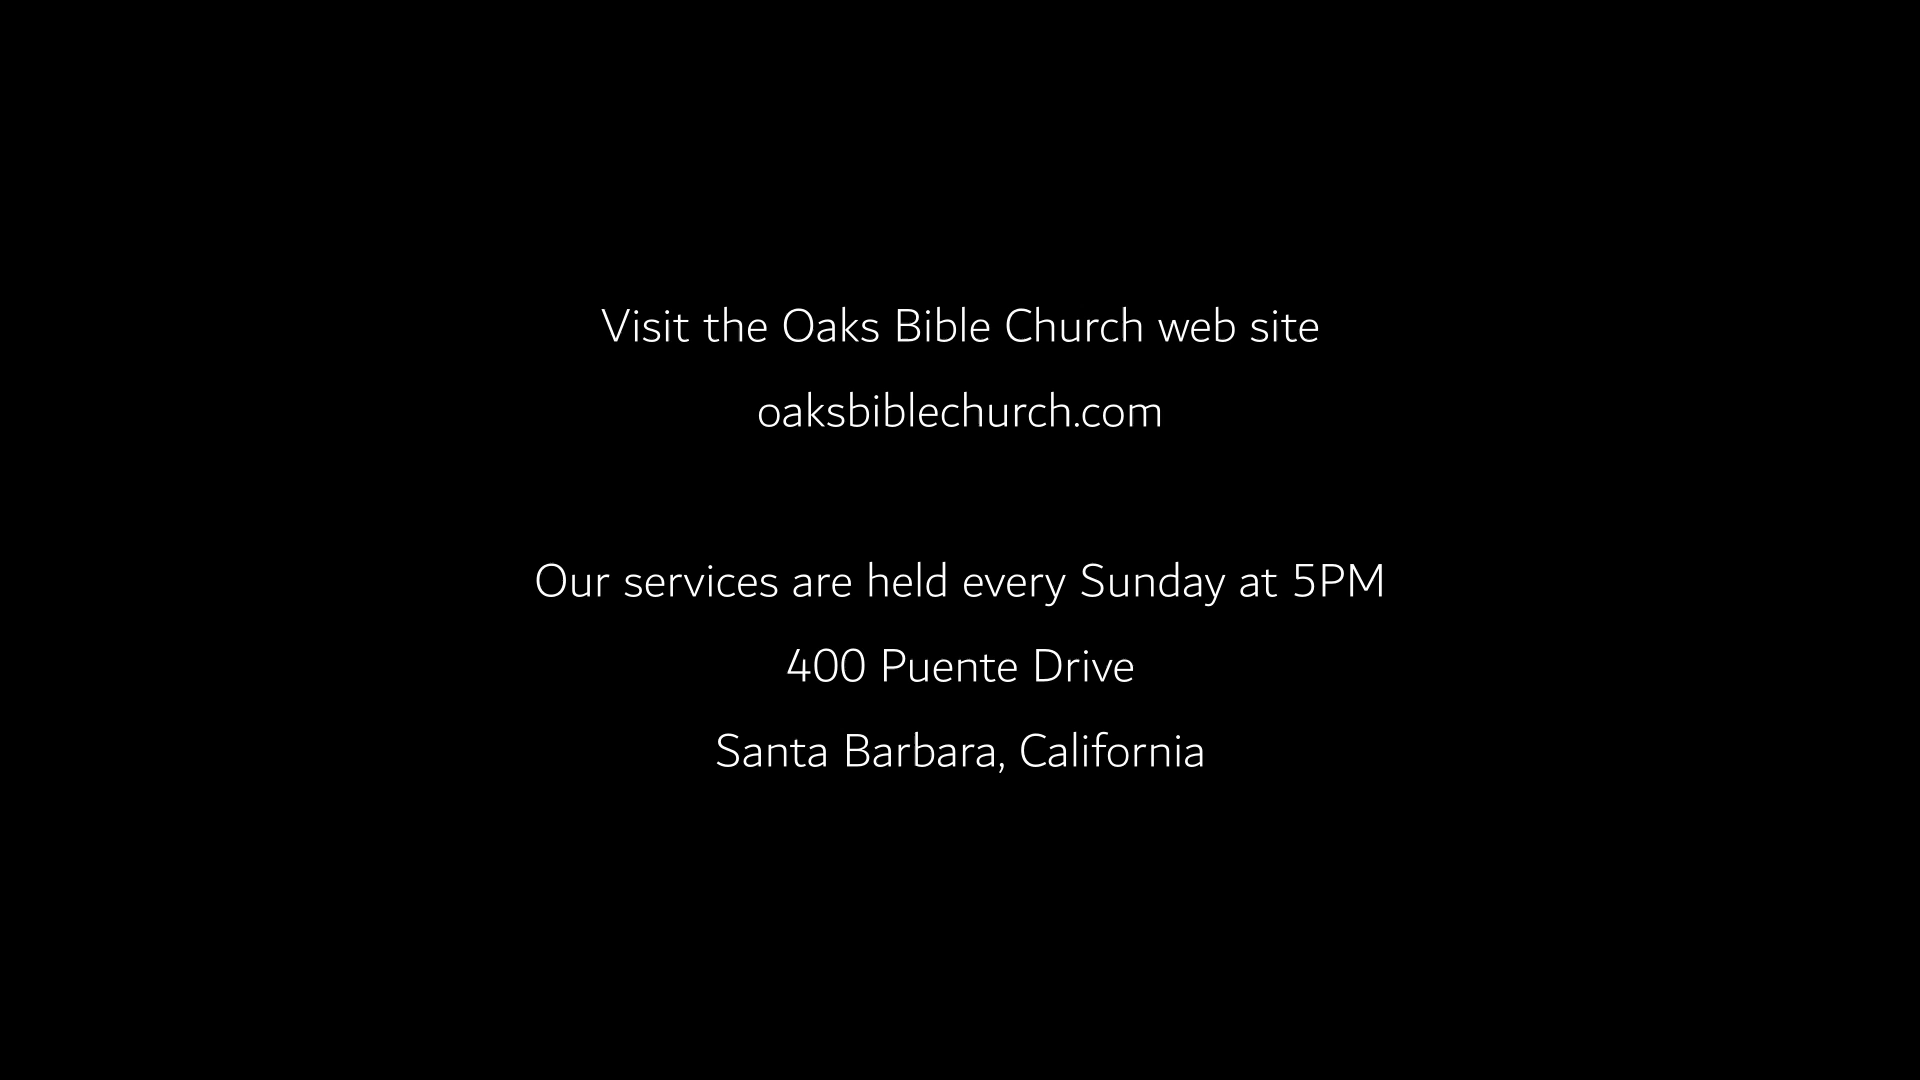 Visit the Oaks Bible Church web site
oaksbiblechurch.com
Our services are held every Sunday at 5PM
400 Puente Drive
Santa Barbara, California